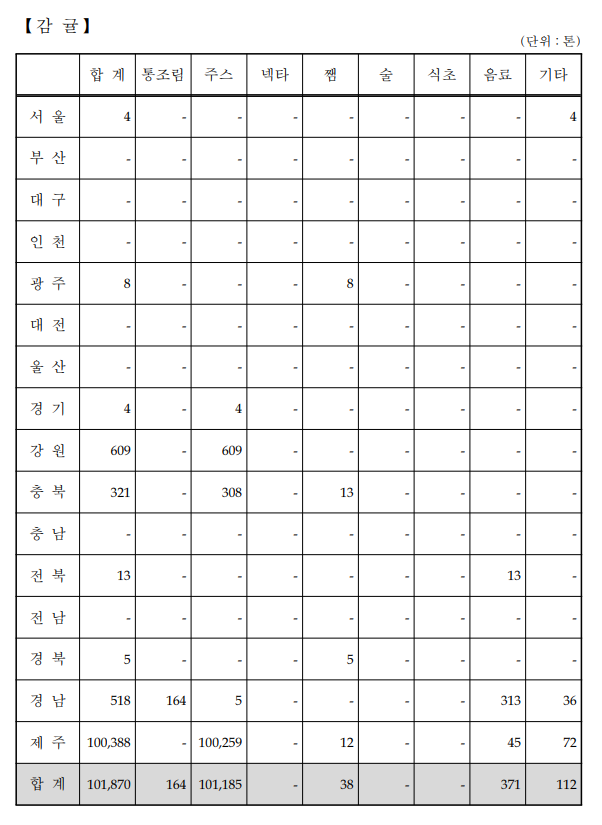 【감 귤】
(단위 : 톤)
합 계 통조림 주스 넥타 쨈 술 식초 음료 기타
서 울 4 - - - - - - - 4
부 산 - - - - - - - - -
대 구 - - - - - - - - -
인 천 - - - - - - - - -
광 주 8 - - - 8 - - - -
대 전 - - - - - - - - -
울 산 - - - - - - - - -
경 기 4 - 4 - - - - - -
강 원 609 - 609 - - - - - -
충 북 321 - 308 - 13 - - - -
충 남 - - - - - - - - -
전 북 13 - - - - - - 13 -
전 남 - - - - - - - - -
경 북 5 - - - 5 - - - -
경 남 518 164 5 - - - - 313 36
제 주 100,388 - 100,259 - 12 - - 45 72
합 계 101,870 164 101,185 - 38 - - 371 112